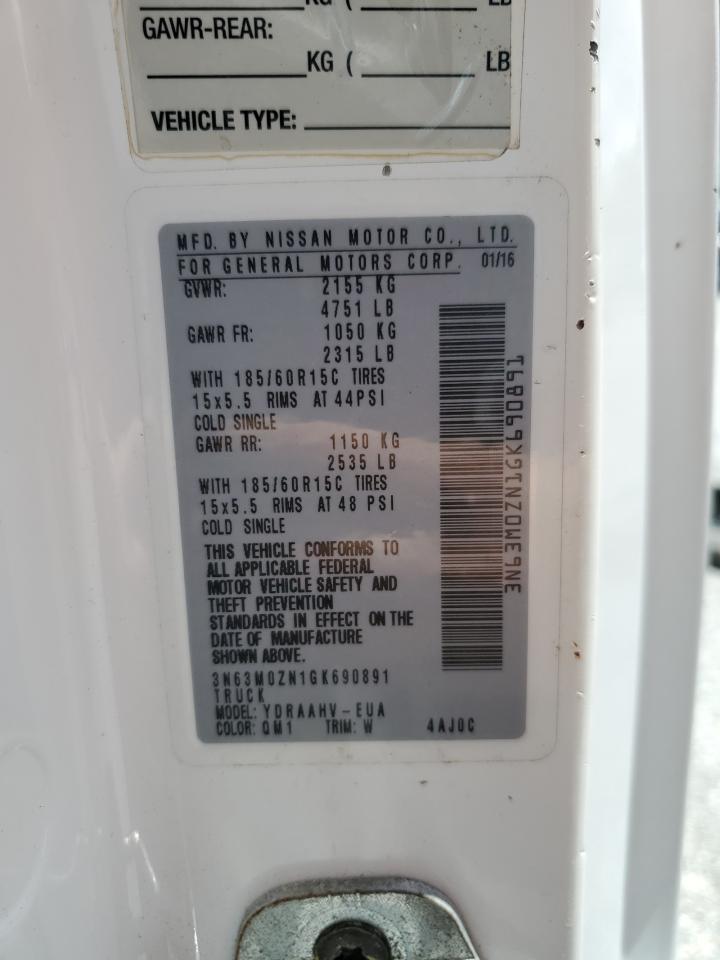 KG ( LB
GAWR-REAR:
KG ( LB
VEHICLE TYPE:
MFD. BY NISSAN MOTOR CO., LTD.
FOR GENERAL MOTORS CORP. 01/16
GVWR: 2155 KG
4751 LB
GAWR FR: 1050 KG
2315 LB
WITH 185/60R15C TIRES
15x5.5 RIMS AT 44PSI
COLD SINGLE
GAWR RR: 1150 KG
2535 LB
WITH 185/60R15C TIRES
15x5.5 RIMS AT 48 PSI
COLD SINGLE
THIS VEHICLE CONFORMS TO
ALL APPLICABLE FEDERAL
MOTOR VEHICLE SAFETY AND
THEFT PREVENTION
STANDARDS IN EFFECT ON THE
DATE OF MANUFACTURE
SHOWN ABOVE.
3N63M0ZN1GK690891
TRUCK
MODEL: YDRAAHV-EUA
COLOR: QM1 TRIM: W 4AJ0C
3N63M0ZN1GK690891